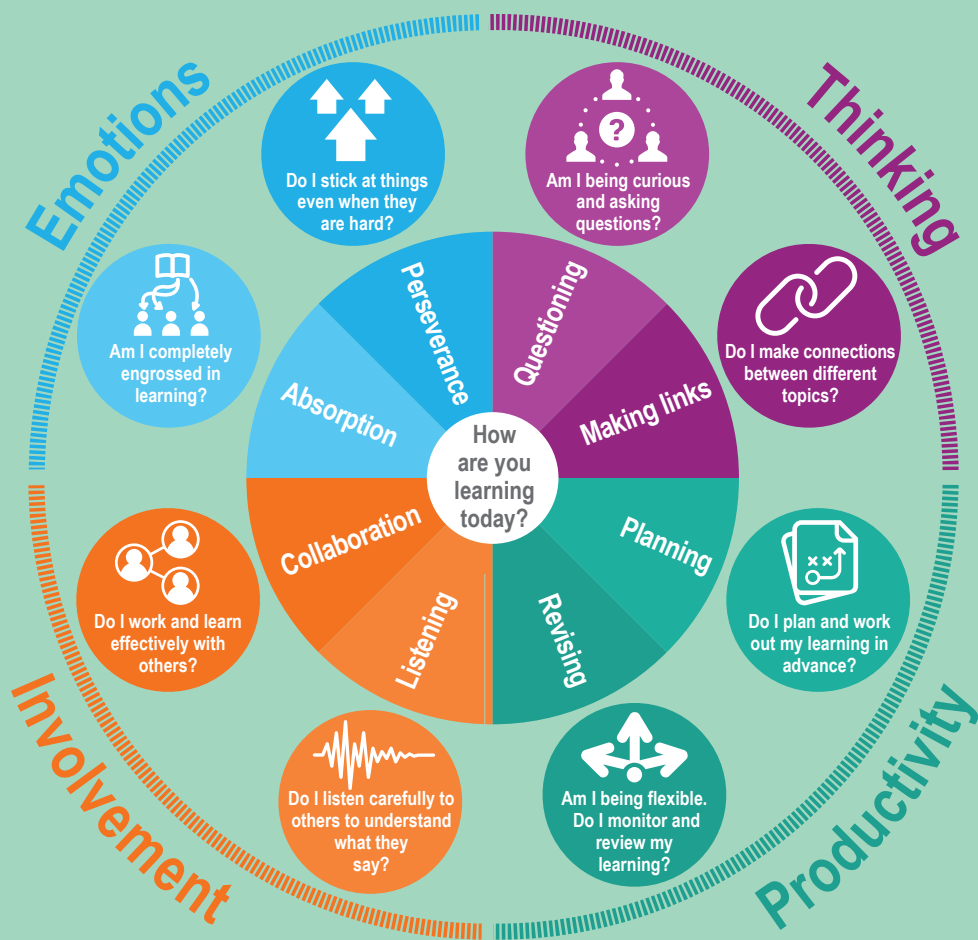 Emotions
Thinking
Do I stick at things
even when they
are hard?
?
Am I being curious
and asking
questions?
Am I completely
engrossed in
learning?
Do I make connections
between different
topics?
Perseverance
Questioning
Absorption
Making links
How
are you
learning
today?
Collaboration
Planning
Listening
Revising
Do I work and learn
effectively with
others?
Do I plan and work
out my learning in
advance?
Do I listen carefully to
others to understand
what they
say?
Am I being flexible.
Do I monitor and
review my
learning?
Involvement
Productivity